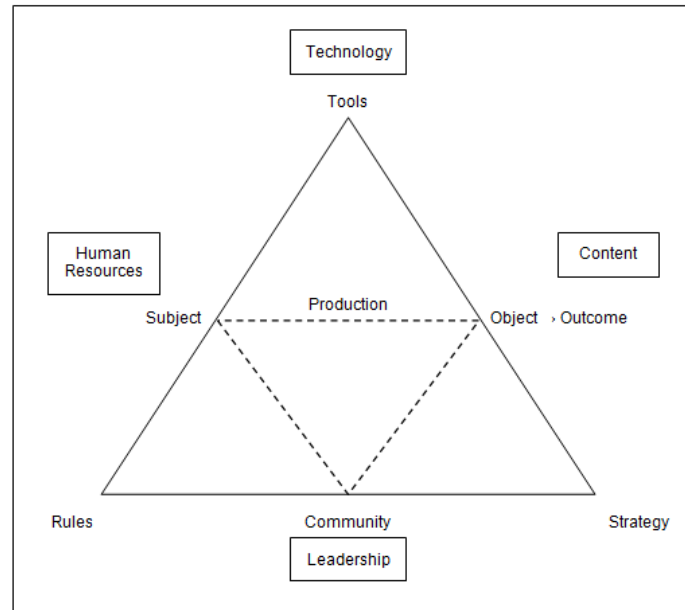 Technology
Tools
Human
Resources
Content
Production
Subject
Object → Outcome
Rules
Community
Strategy
Leadership